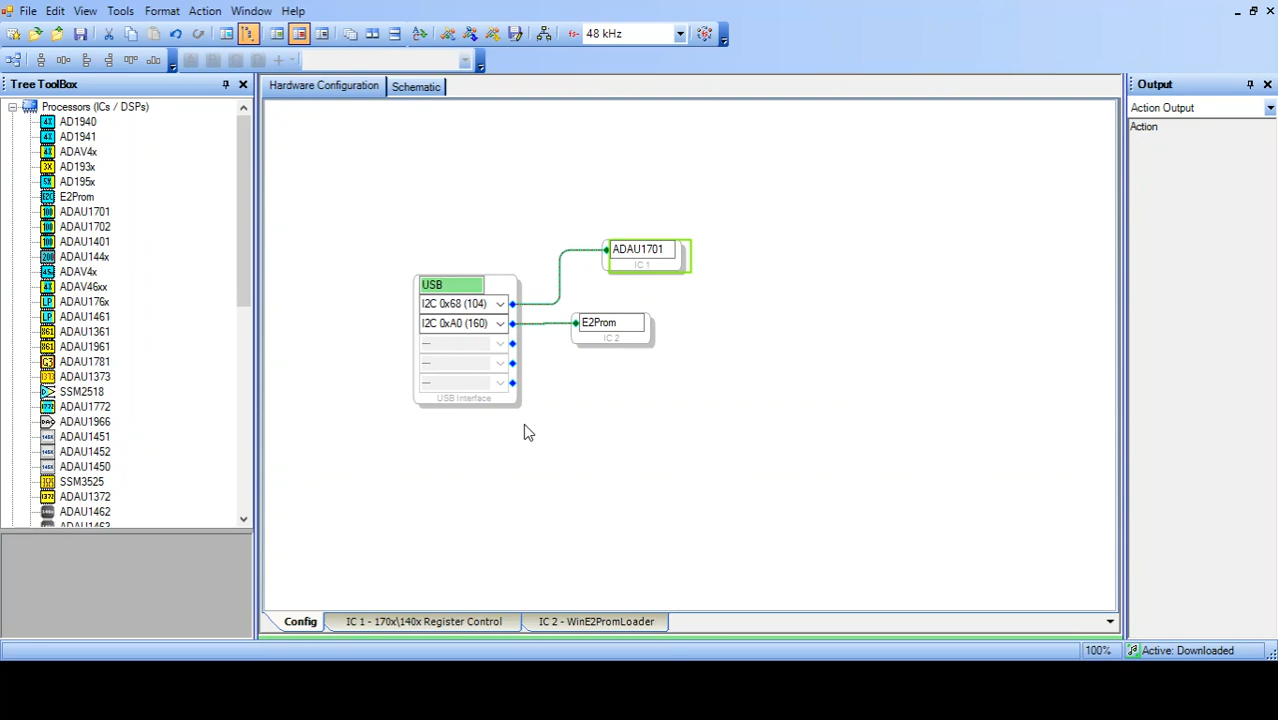 File Edit View Tools Format Action Window Help
48 kHz
Tree ToolBox
Processors (ICs / DSPs)
AD1940
AD1941
ADAV4x
AD193x
AD195x
E2Prom
ADAU1701
ADAU1702
ADAU1401
ADAU144x
ADAV4x
ADAV46xx
ADAU176x
ADAU1461
ADAU1361
ADAU1961
ADAU1781
ADAU1373
SSM2518
ADAU1772
ADAU1966
ADAU1451
ADAU1452
ADAU1450
SSM3525
ADAU1372
ADAU1462
Hardware Configuration Schematic
ADAU1701
IC 1
USB
I2C 0x68 (104)
I2C 0xA0 (160)
USB Interface
E2Prom
IC 2
Config IC 1 - 170x\140x Register Control IC 2 - WinE2PromLoader
Output
Action Output
Action
100% Active: Downloaded